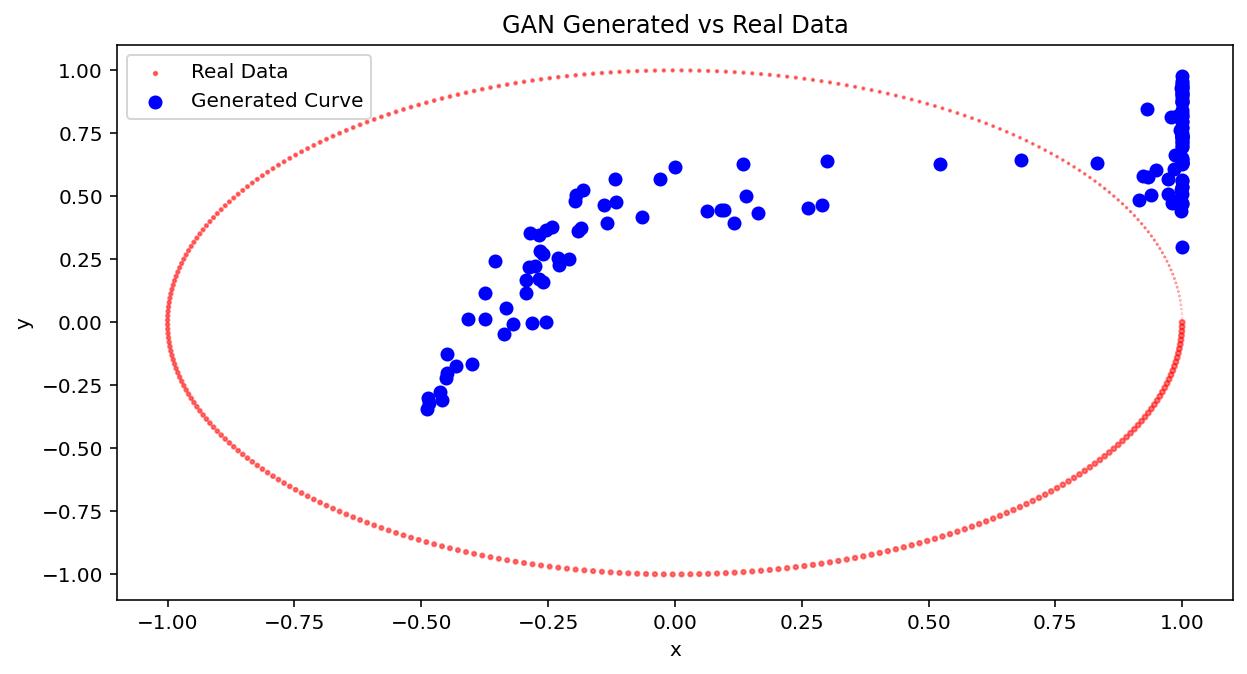 GAN Generated vs Real Data
Real Data
Generated Curve
1.00
0.75
0.50
0.25
0.00
−0.25
−0.50
−0.75
−1.00
y
−1.00 −0.75 −0.50 −0.25 0.00 0.25 0.50 0.75 1.00
x